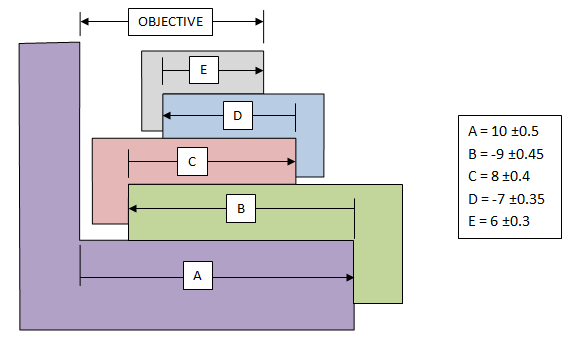 OBJECTIVE
E
D
C
B
A
A = 10 ±0.5
B = -9 ±0.45
C = 8 ±0.4
D = -7 ±0.35
E = 6 ±0.3